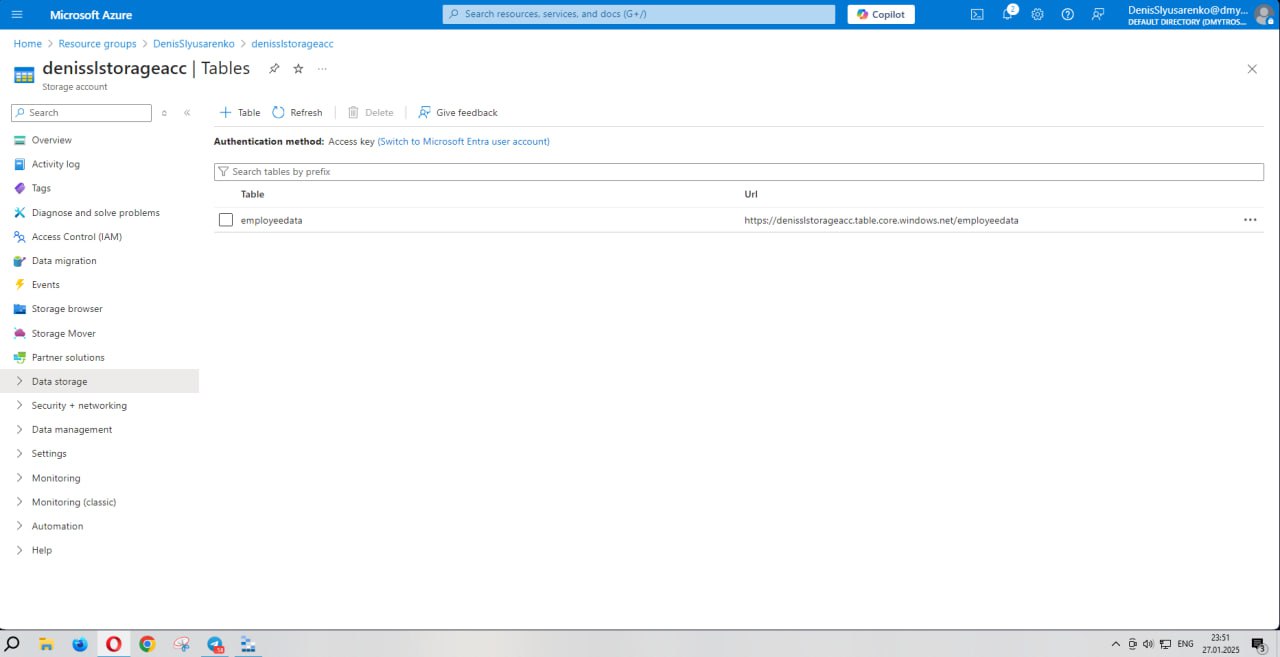 Microsoft Azure
Search resources, services, and docs (G+/)
Copilot
2
DenisSlyusarenko@dmy...
DEFAULT DIRECTORY (DMYTROS...
Home > Resource groups > DenisSlyusarenko > denisslstorageacc
denisslstorageacc | Tables
Storage account
Search
Table
Refresh
Delete
Give feedback
Overview
Activity log
Tags
Diagnose and solve problems
Access Control (IAM)
Data migration
Events
Storage browser
Storage Mover
Partner solutions
Data storage
Security + networking
Data management
Settings
Monitoring
Monitoring (classic)
Automation
Help
Authentication method: Access key (Switch to Microsoft Entra user account)
Search tables by prefix
Table Url
employeedata https://denisslstorageacc.table.core.windows.net/employeedata
ENG
23:51
27.01.2025
3